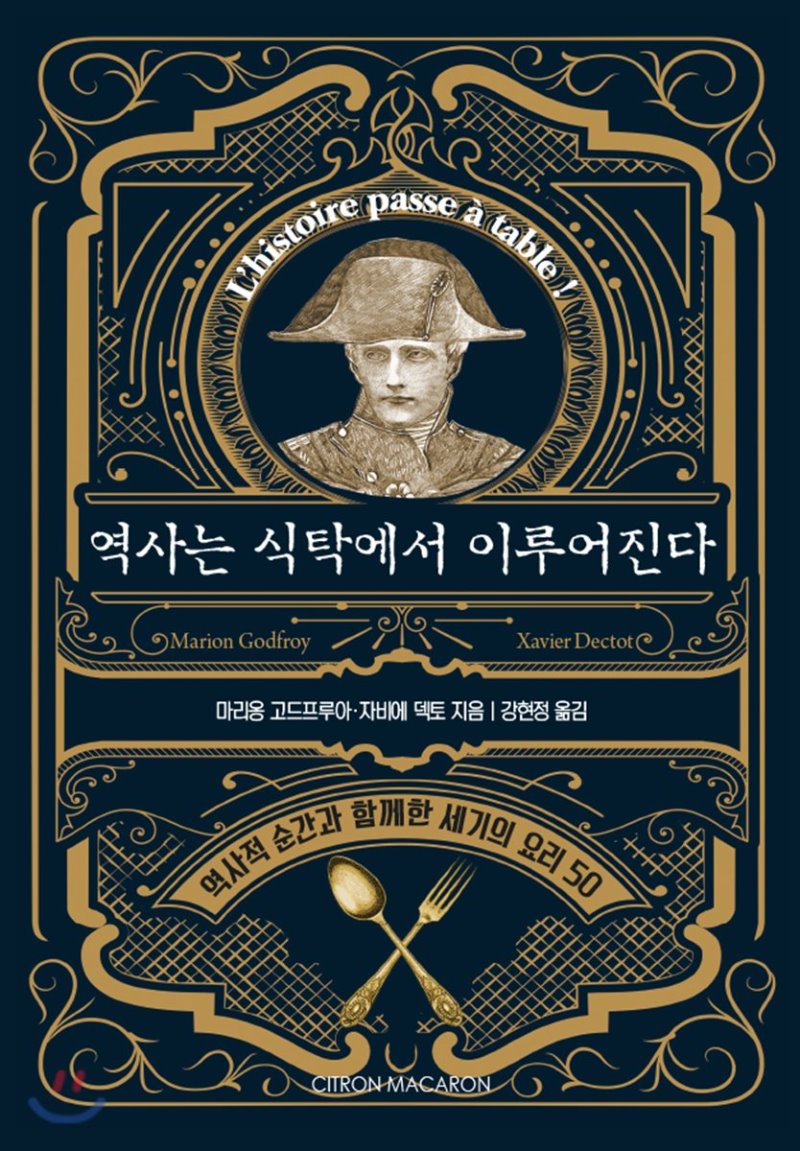 L'histoire passe à table !
역사는 식탁에서 이루어진다
Marion Godfroy
Xavier Dectot
마리옹 고드프루아·자비에 덱토 지음 | 강현정 옮김
역사적 순간과 함께한 세기의 요리 50
CITRON MACARON